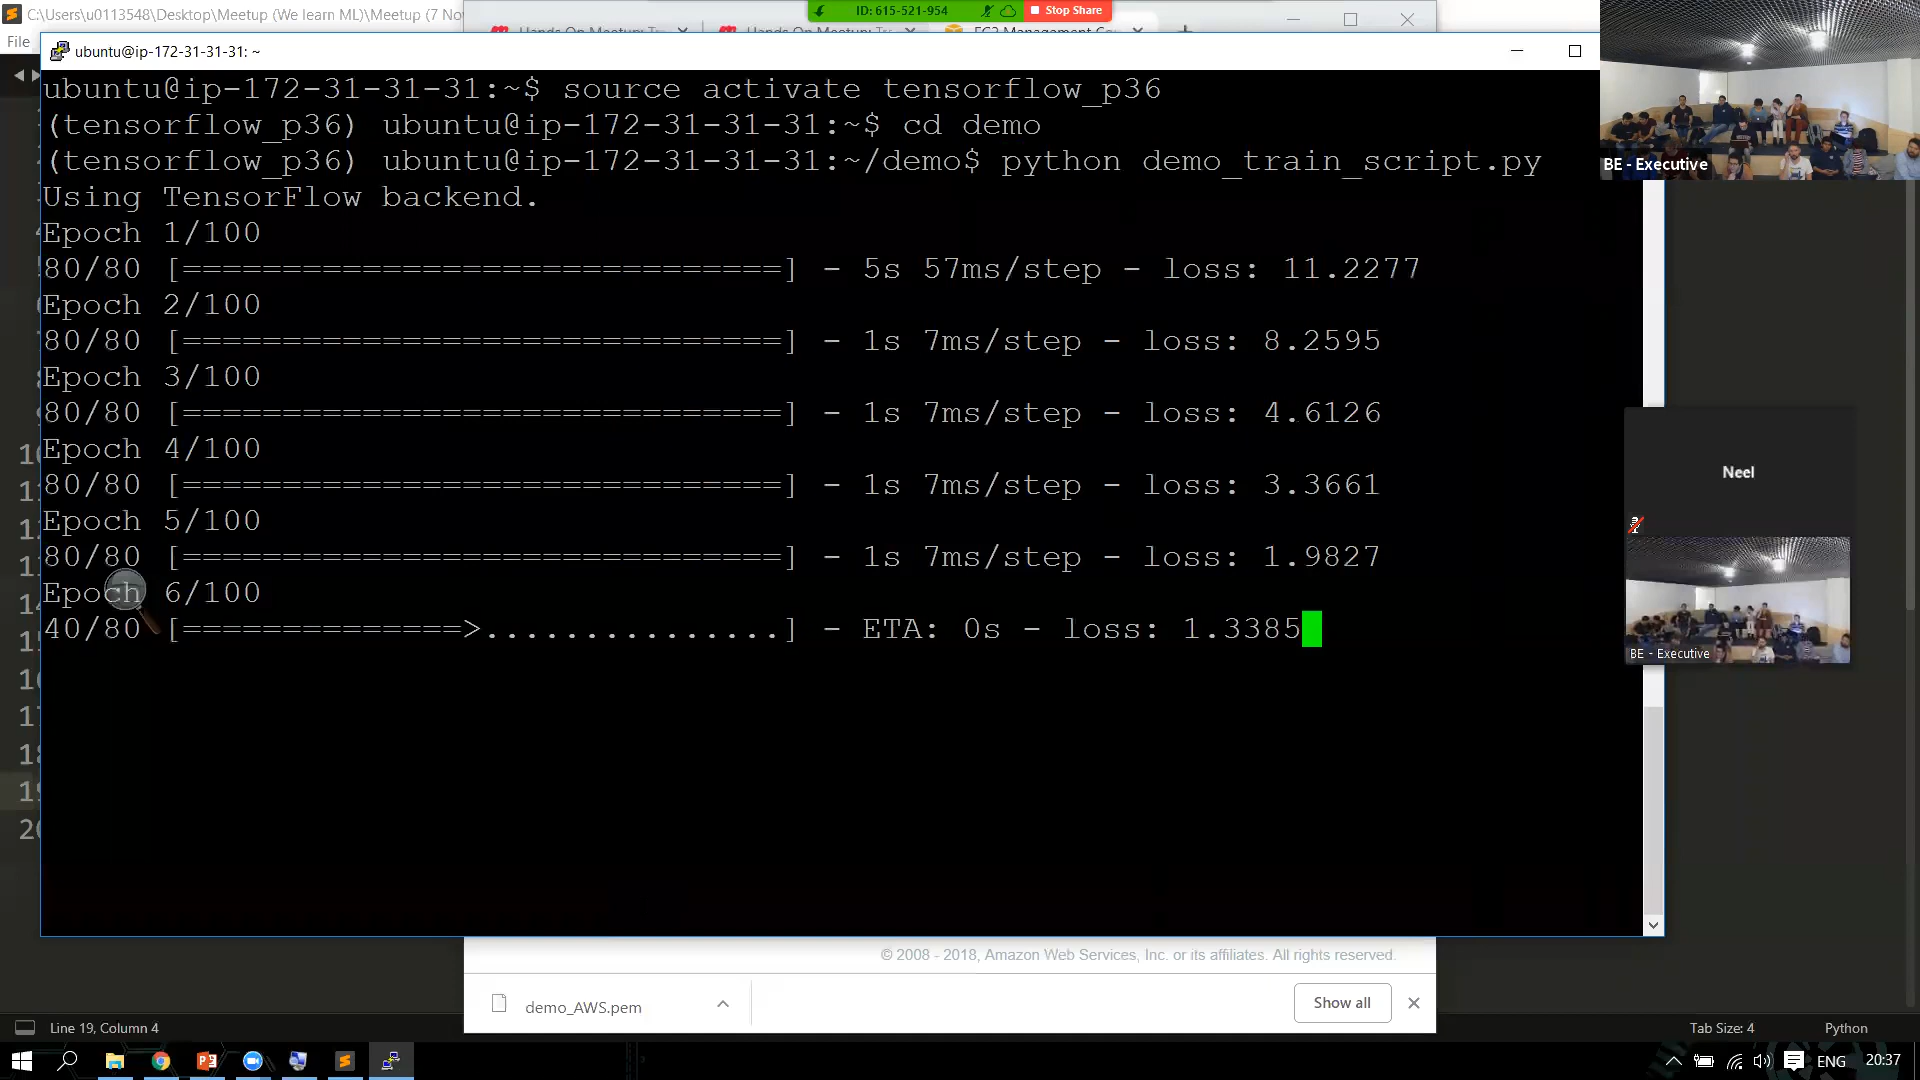 C:\Users\u0113548\Desktop\Meetup (We learn ML)\Meetup (7 No
ID: 615-521-954
Stop Share
File
ubuntu@ip-172-31-31-31: ~
ubuntu@ip-172-31-31-31:~$ source activate tensorflow_p36
(tensorflow_p36) ubuntu@ip-172-31-31-31:~$ cd demo
(tensorflow_p36) ubuntu@ip-172-31-31-31:~/demo$ python demo_train_script.py
Using TensorFlow backend.
Epoch 1/100
80/80 [==============================] - 5s 57ms/step - loss: 11.2277
Epoch 2/100
80/80 [==============================] - 1s 7ms/step - loss: 8.2595
Epoch 3/100
80/80 [==============================] - 1s 7ms/step - loss: 4.6126
Epoch 4/100
80/80 [==============================] - 1s 7ms/step - loss: 3.3661
Epoch 5/100
80/80 [==============================] - 1s 7ms/step - loss: 1.9827
Epoch 6/100
40/80 [==============>...............] - ETA: 0s - loss: 1.3385
BE - Executive
Neel
BE - Executive
© 2008 - 2018, Amazon Web Services, Inc. or its affiliates. All rights reserved.
demo_AWS.pem
Show all
Line 19, Column 4
Tab Size: 4
Python
ENG
20:37